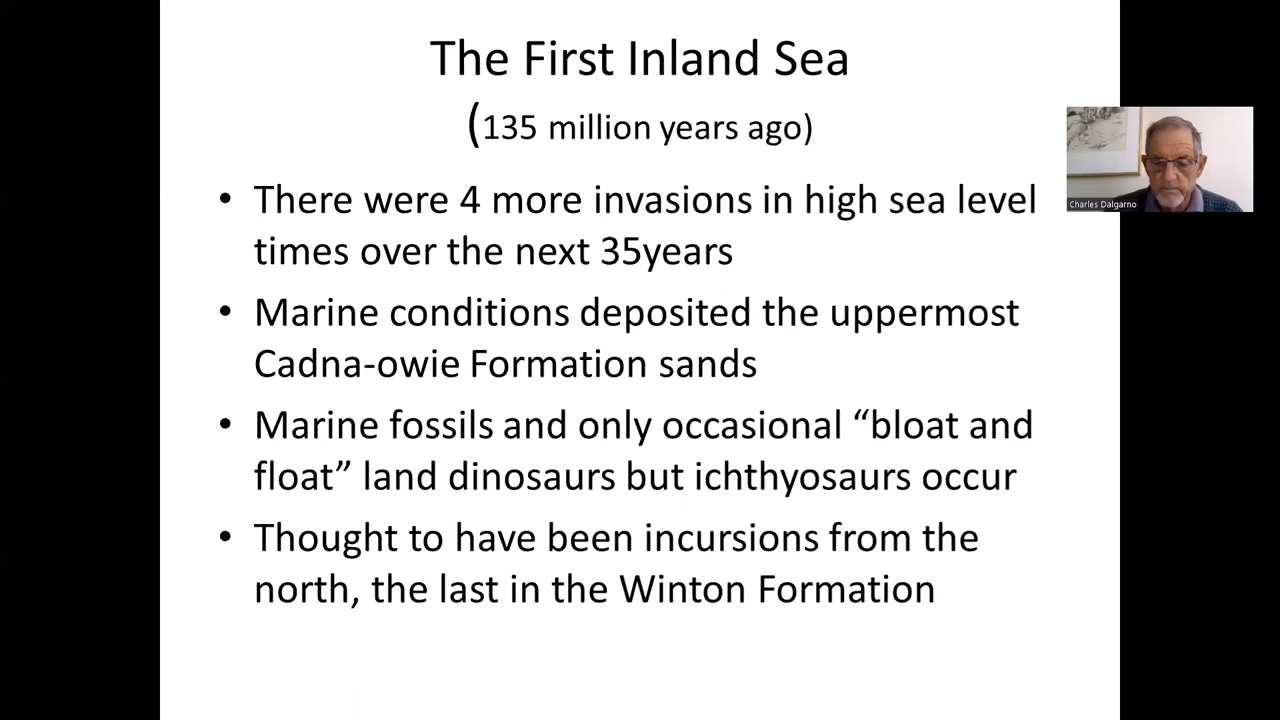 The First Inland Sea
(135 million years ago)
• There were 4 more invasions in high sea level
times over the next 35years
• Marine conditions deposited the uppermost
Cadna-owie Formation sands
• Marine fossils and only occasional “bloat and
float” land dinosaurs but ichthyosaurs occur
• Thought to have been incursions from the
north, the last in the Winton Formation
Charles Dalgarno